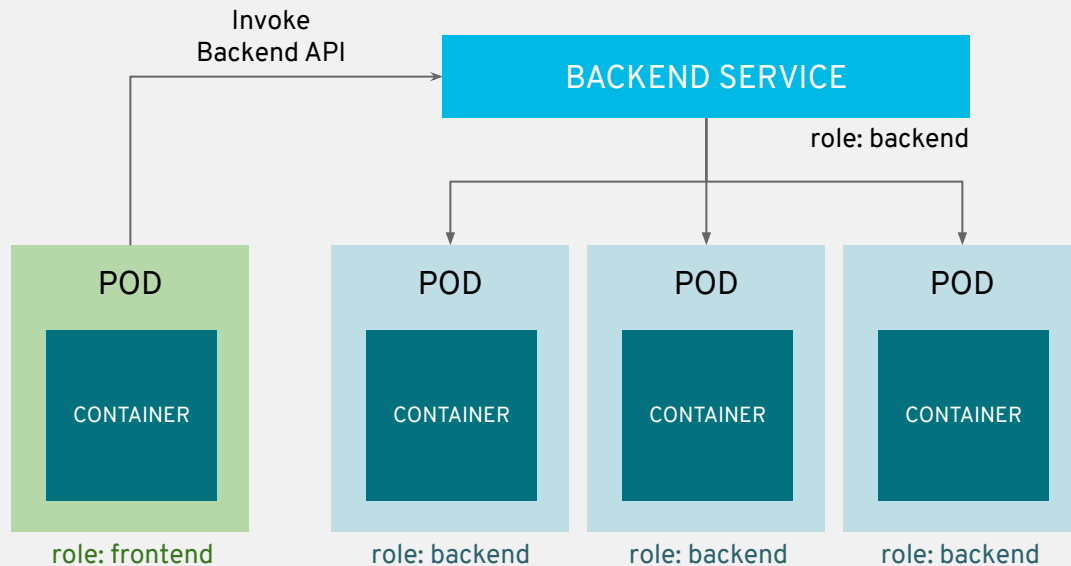 Invoke
Backend API
BACKEND SERVICE
role: backend
POD
POD
POD
POD
CONTAINER
CONTAINER
CONTAINER
CONTAINER
role: frontend
role: backend
role: backend
role: backend